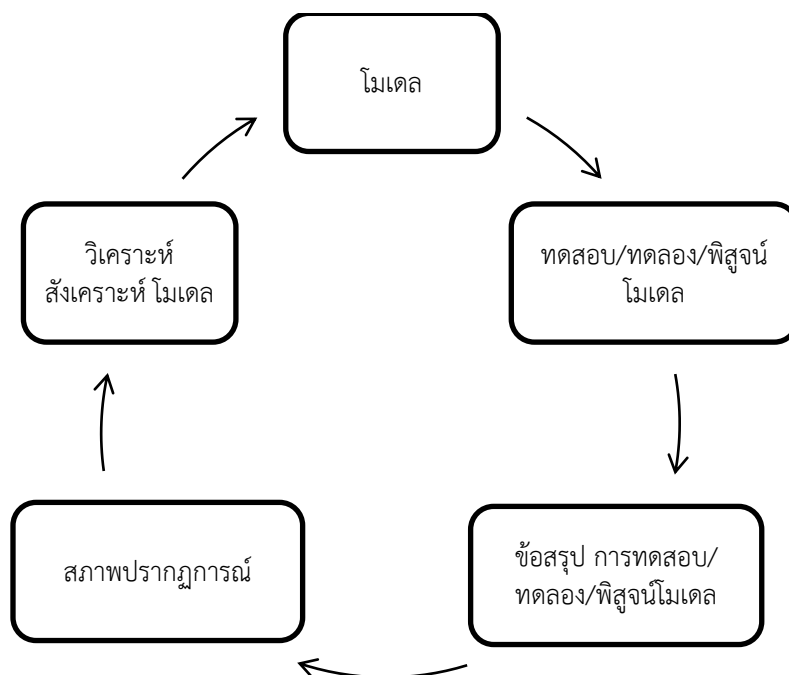 โมเดล
ทดสอบ/ทดลอง/พิสูจน์
โมเดล
ข้อสรุป การทดสอบ/
ทดลอง/พิสูจน์โมเดล
สภาพปรากฏการณ์
วิเคราะห์
สังเคราะห์ โมเดล